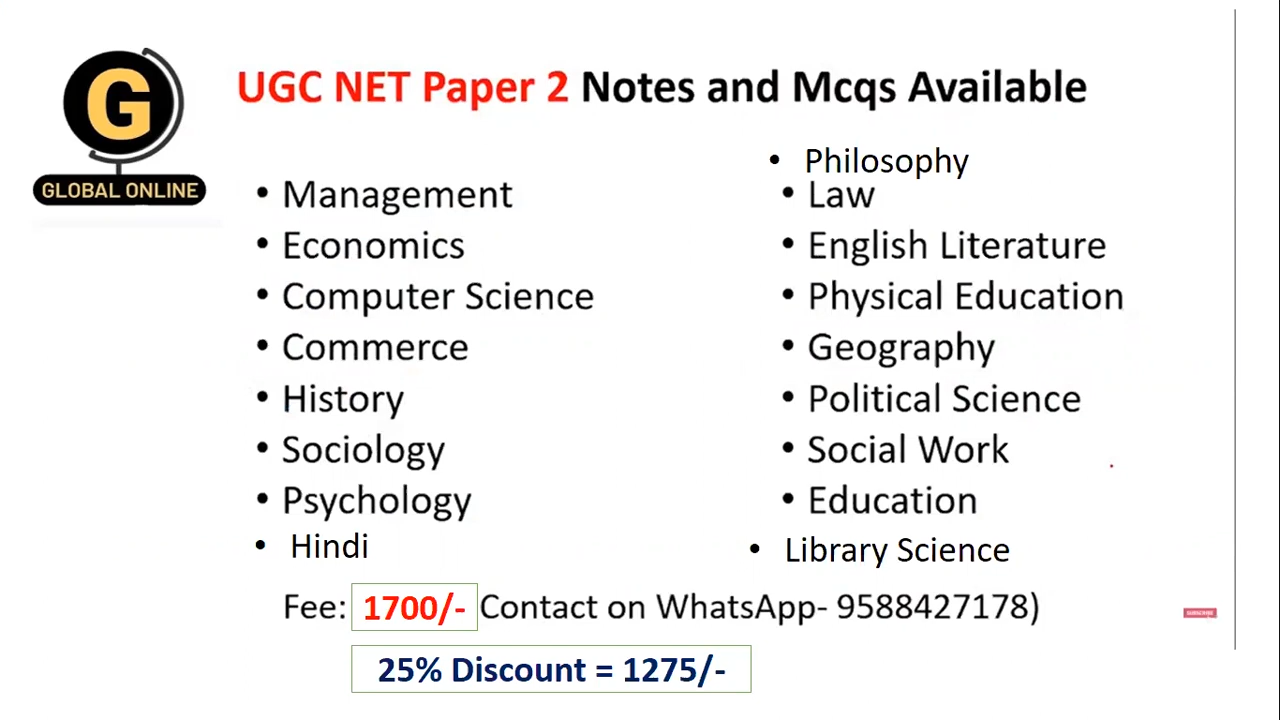 G
GLOBAL ONLINE
UGC NET Paper 2 Notes and Mcqs Available
• Management
• Economics
• Computer Science
• Commerce
• History
• Sociology
• Psychology
• Hindi
• Philosophy
• Law
• English Literature
• Physical Education
• Geography
• Political Science
• Social Work
• Education
• Library Science
Fee: 1700/- Contact on WhatsApp- 9588427178)
25% Discount = 1275/-
SUBSCRIBE